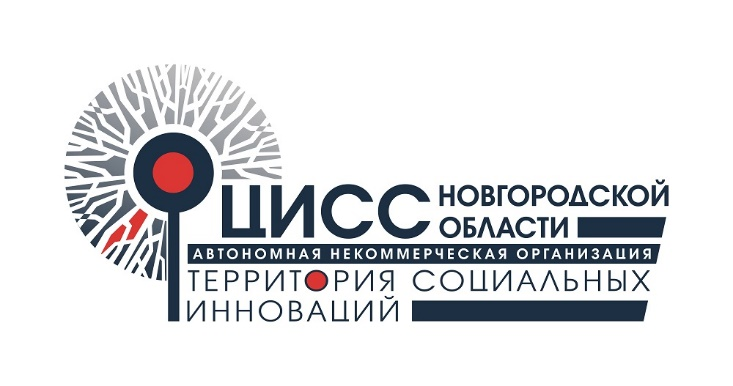 ЦИСС НОВГОРОДСКОЙ
ОБЛАСТИ
АВТОНОМНАЯ НЕКОММЕРЧЕСКАЯ ОРГАНИЗАЦИЯ
ТЕРРИТОРИЯ СОЦИАЛЬНЫХ
ИННОВАЦИЙ